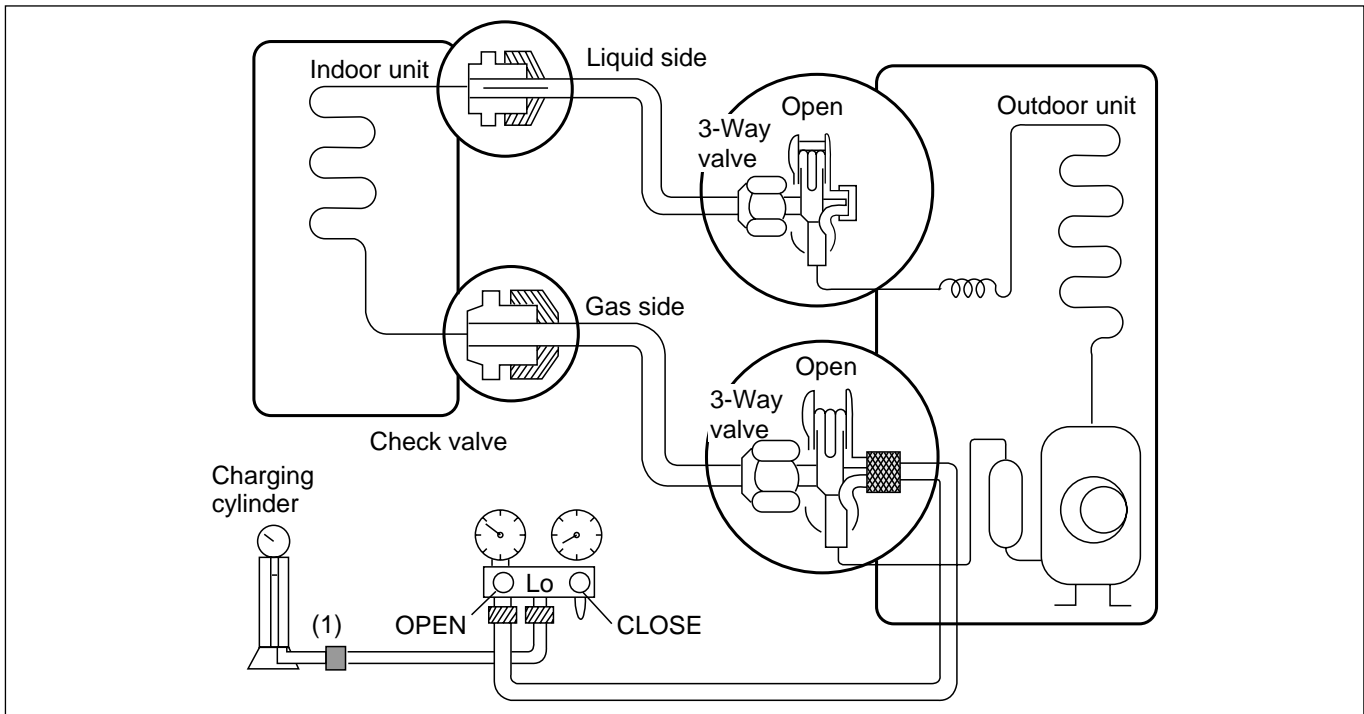 Indoor unit
Liquid side
Open
3-Way
valve
Outdoor unit
Gas side
Open
3-Way
valve
Check valve
Charging
cylinder
Lo
(1)
OPEN
CLOSE